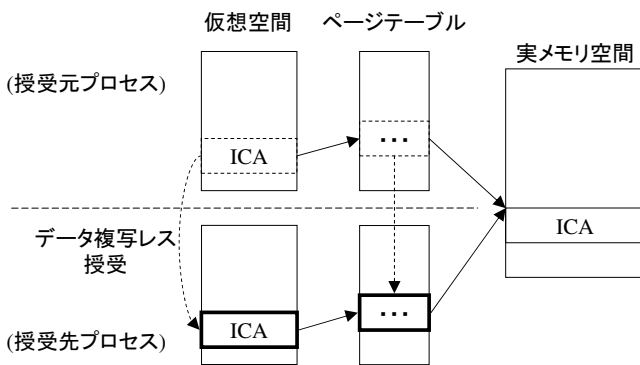 仮想空間 ページテーブル
実メモリ空間
(授受元プロセス)
ICA
...
ICA
データ複写レス
授受
ICA
...
(授受先プロセス)